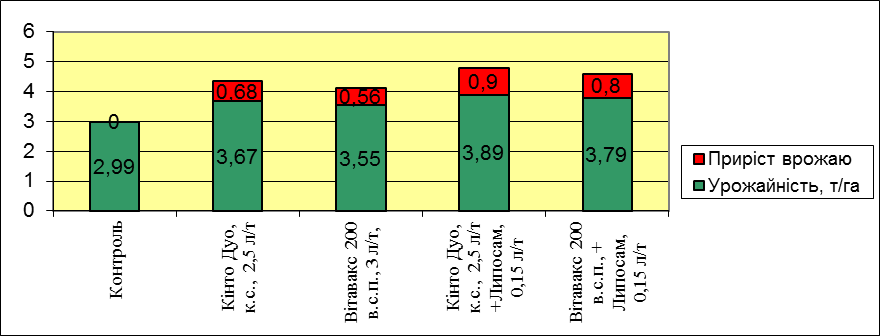 6
5
4
3
2
1
0
0
2,99
0,68
3,67
0,56
3,55
0,9
3,89
0,8
3,79
Контроль
Кінто Дуо,
к.с., 2,5 л/т
Вітавакс 200
в.с.п., 3 л/т,
Кінто Дуо,
к.с., 2,5 л/т
+Липосам,
0,15 л/т
Вітавакс 200
в.с.п., +
Липосам,
0,15 л/т
Приріст врожаю
Урожайність, т/га